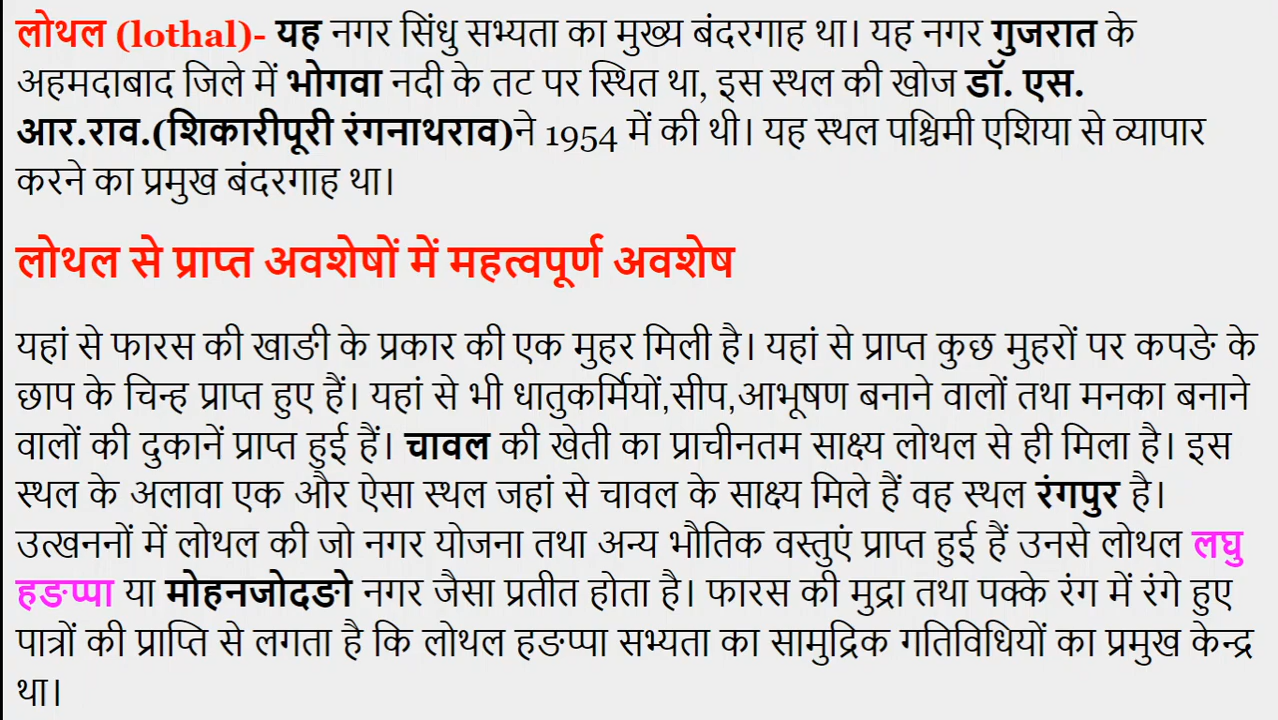 लोथल (lothal)- यह नगर सिंधु सभ्यता का मुख्य बंदरगाह था। यह नगर गुजरात के
अहमदाबाद जिले में भोगवा नदी के तट पर स्थित था, इस स्थल की खोज डॉ. एस.
आर.राव.(शिकारीपूरी रंगनाथराव)ने 1954 में की थी। यह स्थल पश्चिमी एशिया से व्यापार
करने का प्रमुख बंदरगाह था।
लोथल से प्राप्त अवशेषों में महत्वपूर्ण अवशेष
यहां से फारस की खाङी के प्रकार की एक मुहर मिली है। यहां से प्राप्त कुछ मुहरों पर कपङे के
छाप के चिन्ह प्राप्त हुए हैं। यहां से भी धातुकर्मियों,सीप,आभूषण बनाने वालों तथा मनका बनाने
वालों की दुकानें प्राप्त हुई हैं। चावल की खेती का प्राचीनतम साक्ष्य लोथल से ही मिला है। इस
स्थल के अलावा एक और ऐसा स्थल जहां से चावल के साक्ष्य मिले हैं वह स्थल रंगपुर है।
उत्खननों में लोथल की जो नगर योजना तथा अन्य भौतिक वस्तुएं प्राप्त हुई हैं उनसे लोथल लघु
हङप्पा या मोहनजोदङो नगर जैसा प्रतीत होता है। फारस की मुद्रा तथा पक्के रंग में रंगे हुए
पात्रों की प्राप्ति से लगता है कि लोथल हङप्पा सभ्यता का सामुद्रिक गतिविधियों का प्रमुख केन्द्र
था।